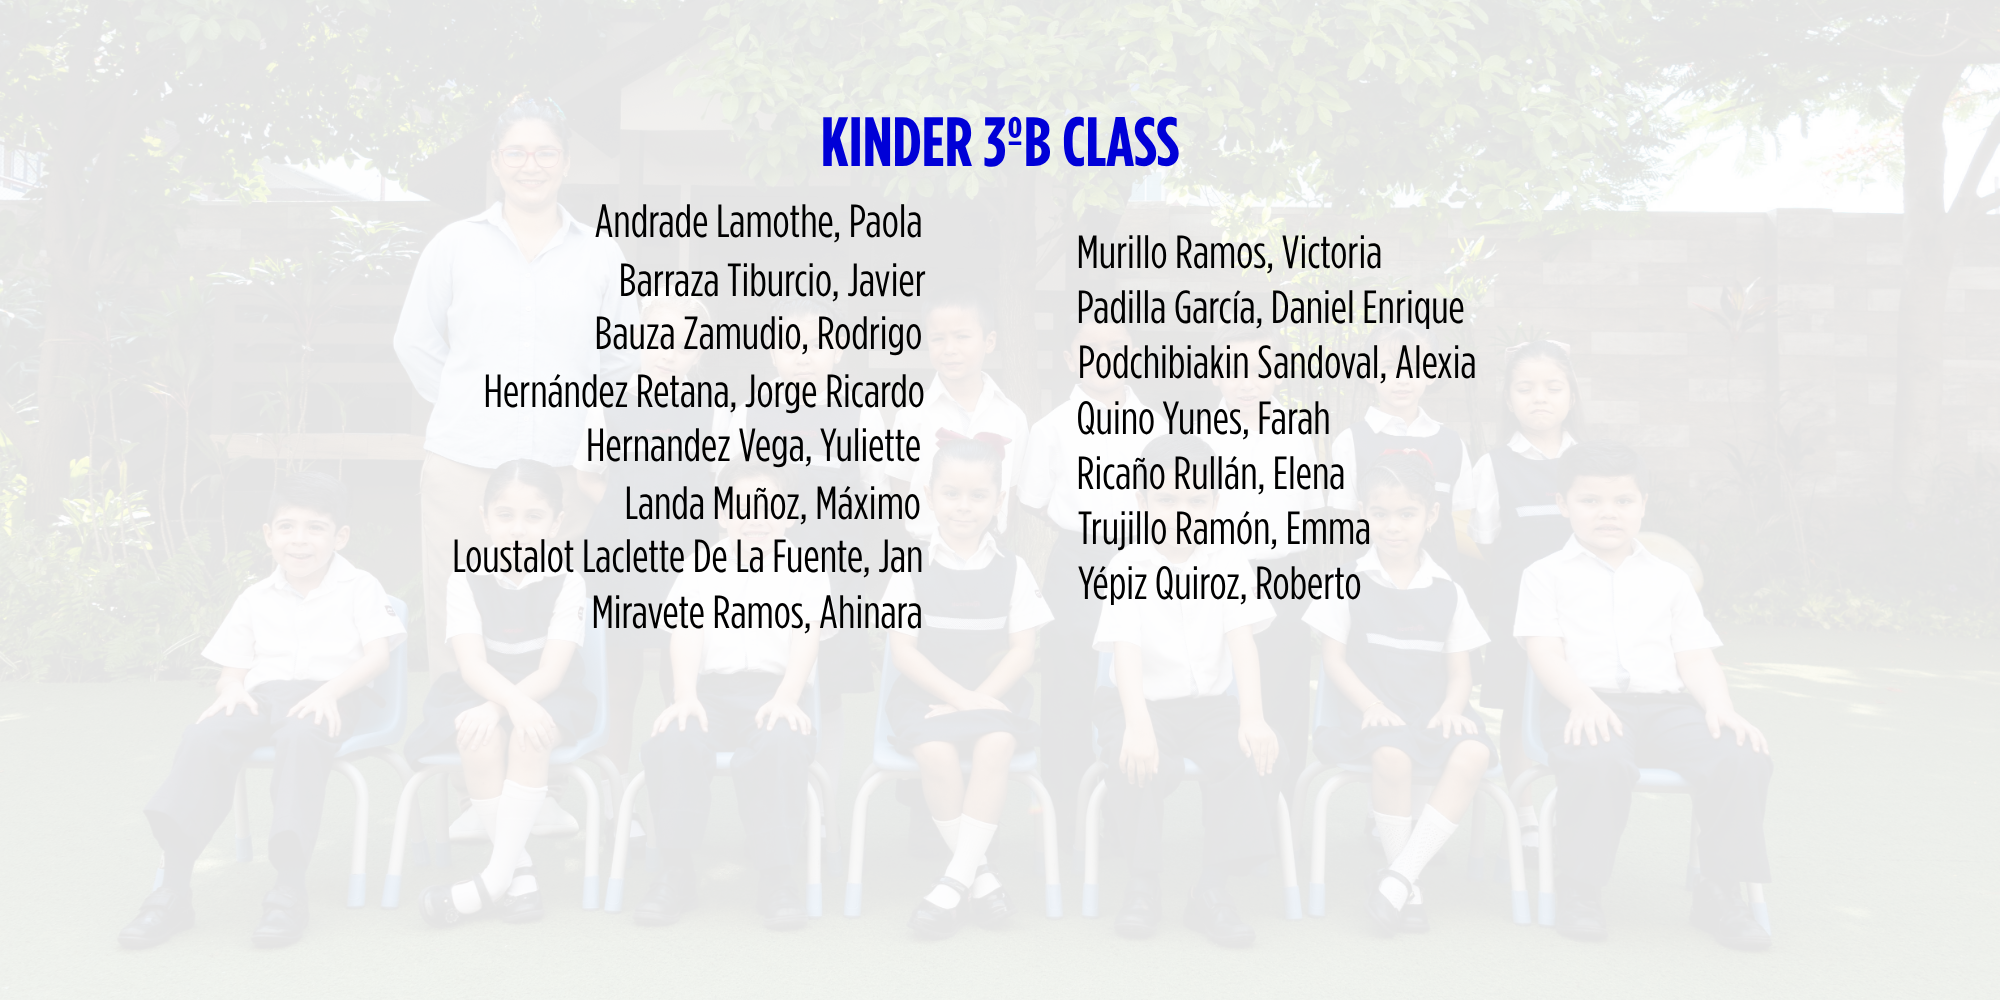 KINDER 3ºB CLASS
Andrade Lamothe, Paola
Barraza Tiburcio, Javier
Bauza Zamudio, Rodrigo
Hernández Retana, Jorge Ricardo
Hernandez Vega, Yuliette
Landa Muñoz, Máximo
Loustalot Laclette De La Fuente, Jan
Miravete Ramos, Ahinara
Murillo Ramos, Victoria
Padilla García, Daniel Enrique
Podchibiakin Sandoval, Alexia
Quino Yunes, Farah
Ricaño Rullán, Elena
Trujillo Ramón, Emma
Yépiz Quiroz, Roberto